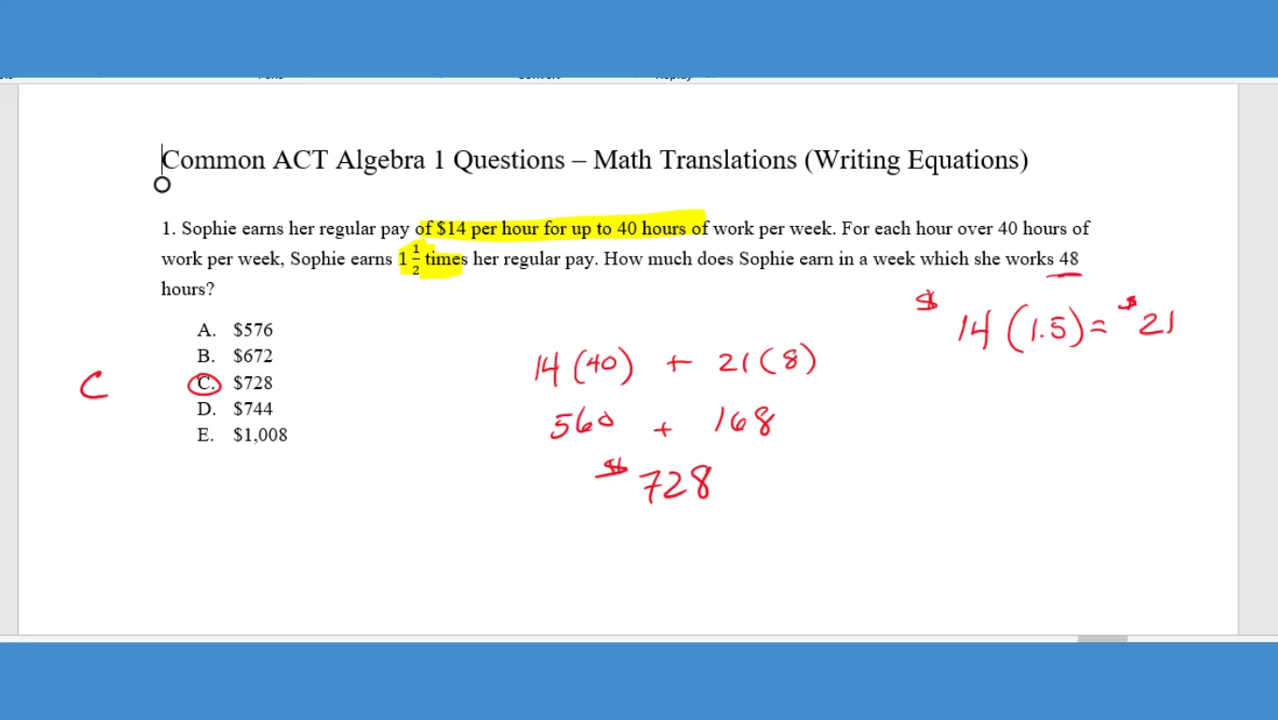 Common ACT Algebra 1 Questions – Math Translations (Writing Equations)
1. Sophie earns her regular pay of $14 per hour for up to 40 hours of work per week. For each hour over 40 hours of
work per week, Sophie earns 1 1/2 times her regular pay. How much does Sophie earn in a week which she works 48
hours?
$ 14 (1.5) = $21
A. $576
B. $672
C. $728
D. $744
E. $1,008
C
14 (40) + 21 (8)
560 + 168
$ 728